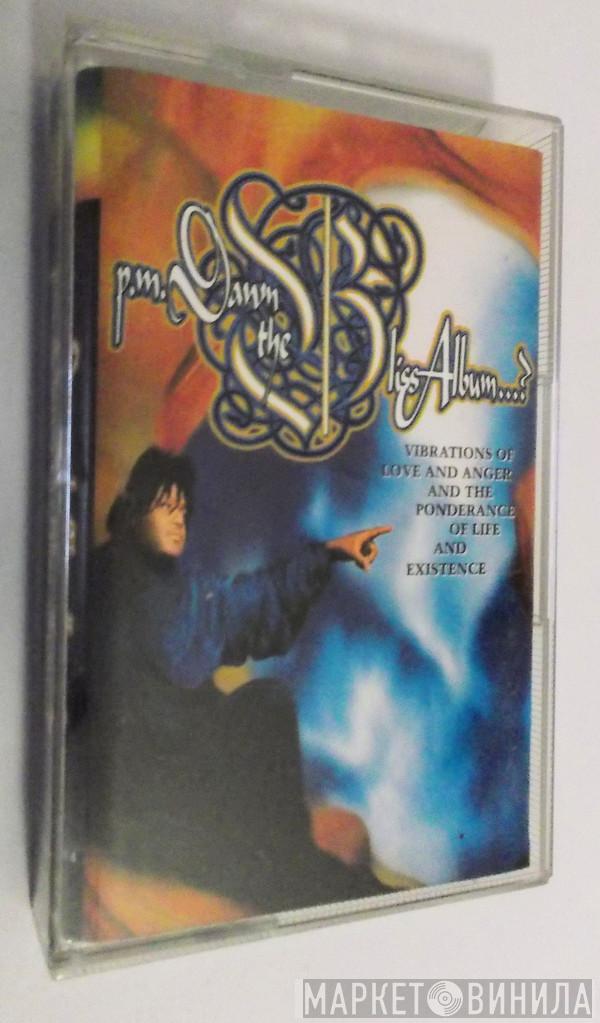 p.m. Dawn
the Bliss Album....?
VIBRATIONS OF
LOVE AND ANGER
AND THE
PONDERANCE
OF LIFE
AND
EXISTENCE
МАРКЕТ ВИНИЛА